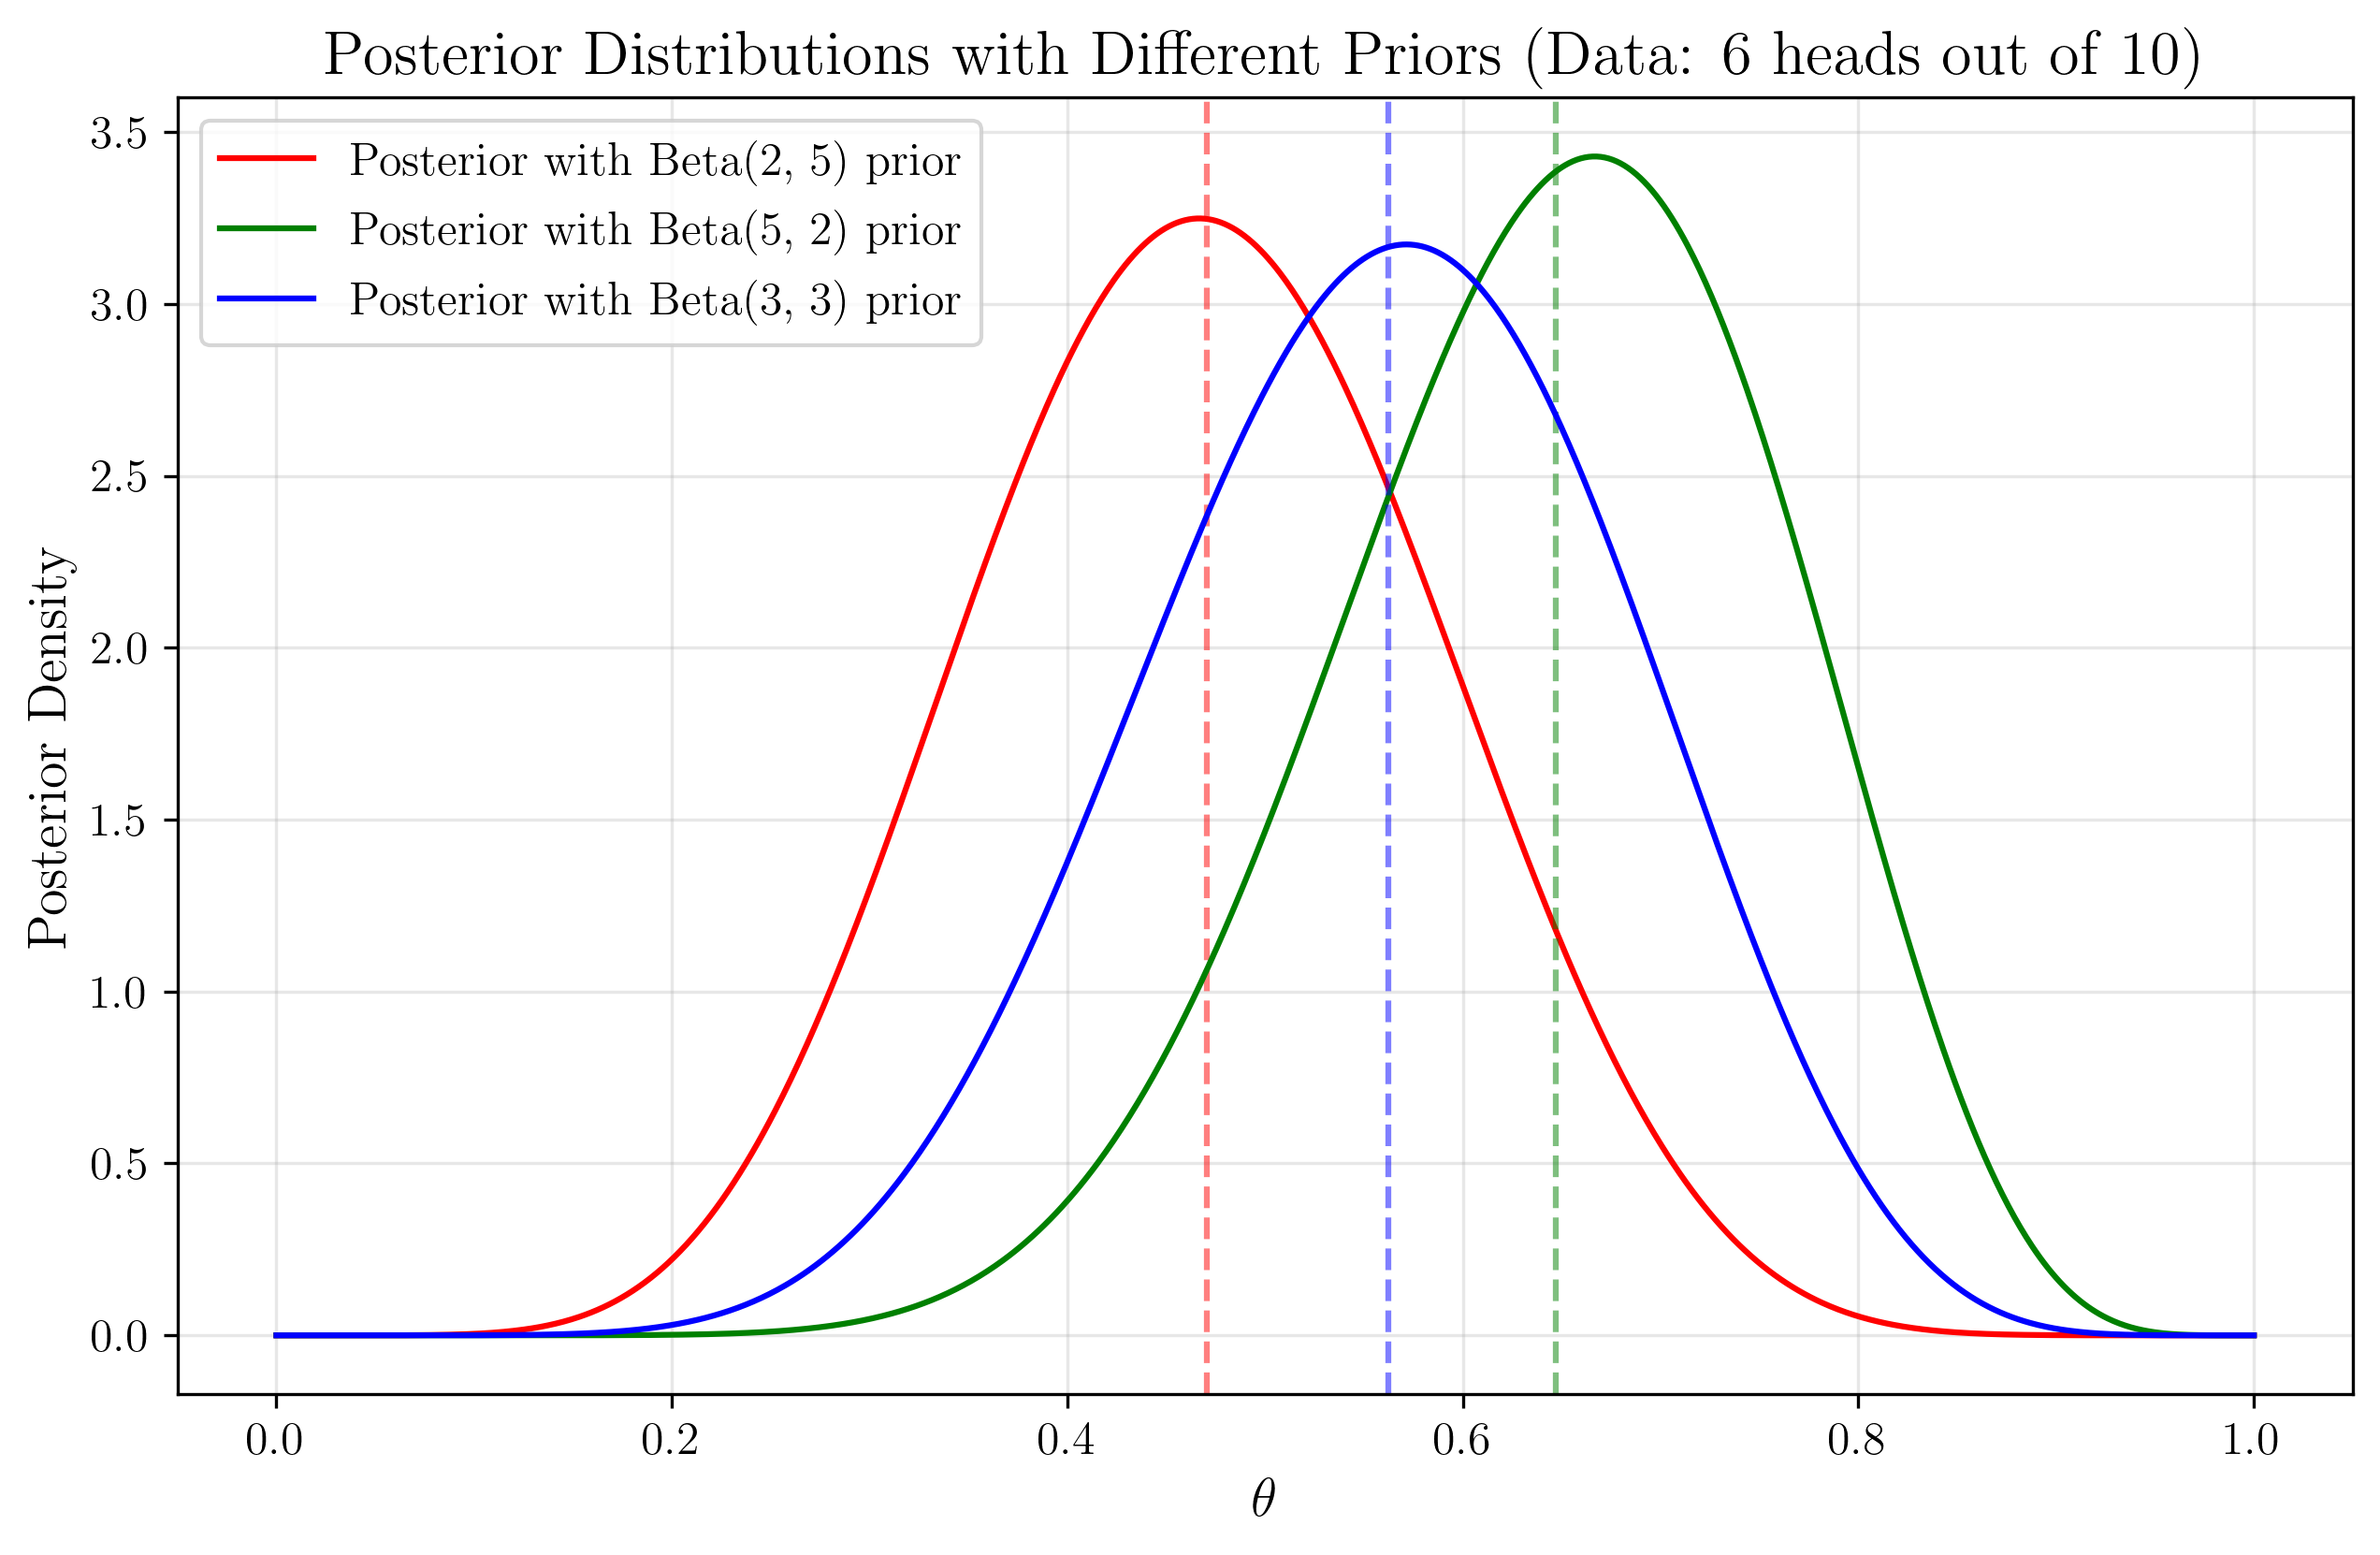 Posterior Distributions with Different Priors (Data: 6 heads out of 10)
Posterior with Beta(2, 5) prior
Posterior with Beta(5, 2) prior
Posterior with Beta(3, 3) prior
Posterior Density
3.5
3.0
2.5
2.0
1.5
1.0
0.5
0.0
0.0 0.2 0.4 0.6 0.8 1.0
θ